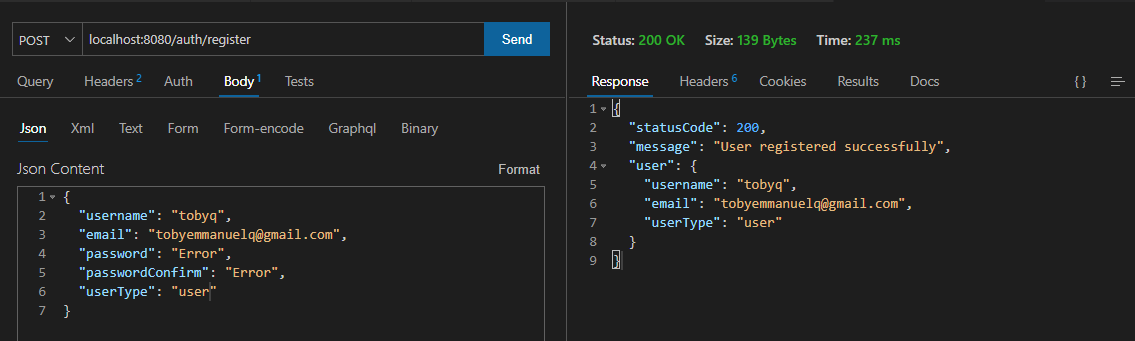 POST
localhost:8080/auth/register
Send
Query Headers 2 Auth Body 1 Tests
Json Xml Text Form Form-encode Graphql Binary
Json Content Format
1 {
2 "username": "tobyq",
3 "email": "tobyemmanuelq@gmail.com",
4 "password": "Error",
5 "passwordConfirm": "Error",
6 "userType": "user"
7 }
Status: 200 OK Size: 139 Bytes Time: 237 ms
Response Headers 6 Cookies Results Docs {}
1 {
2 "statusCode": 200,
3 "message": "User registered successfully",
4 "user": {
5 "username": "tobyq",
6 "email": "tobyemmanuelq@gmail.com",
7 "userType": "user"
8 }
9 }